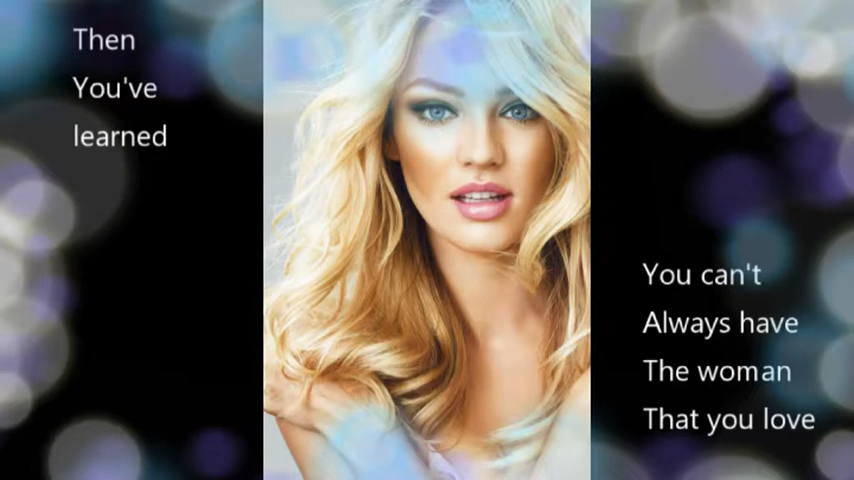 Then
You've
learned
You can't
Always have
The woman
That you love